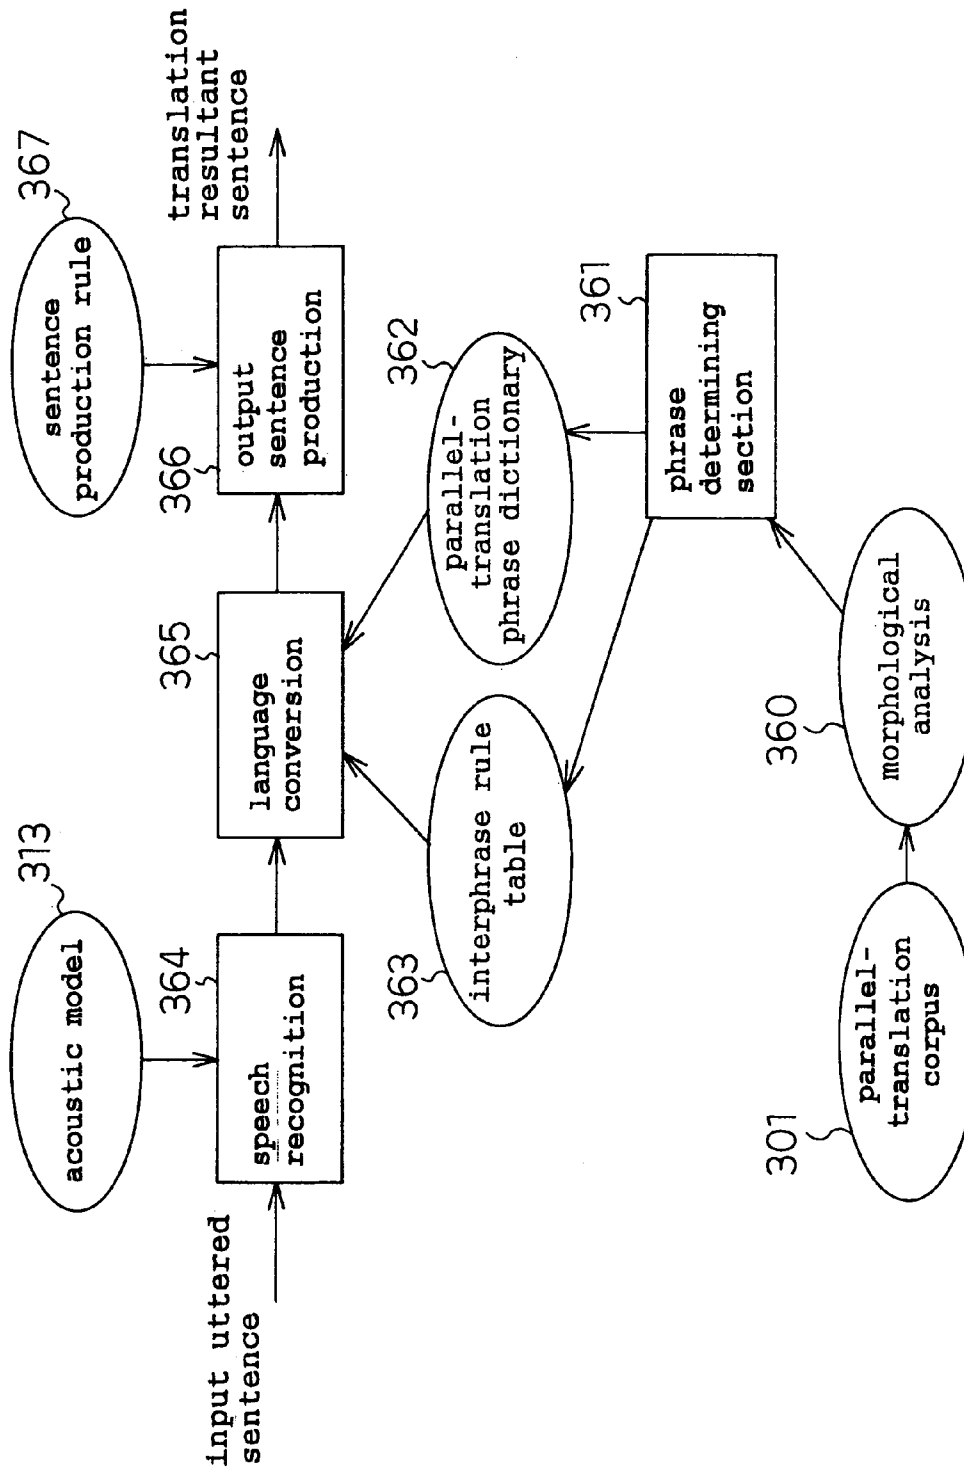 367
313
sentence
production rule
acoustic model
translation
resultant
sentence
366
output
sentence
production
365
language
conversion
364
speech
recognition
input uttered
sentence
362
parallel-
translation
phrase dictionary
363
interphrase rule
table
361
phrase
determining
section
360
morphological
analysis
301
parallel-
translation
corpus